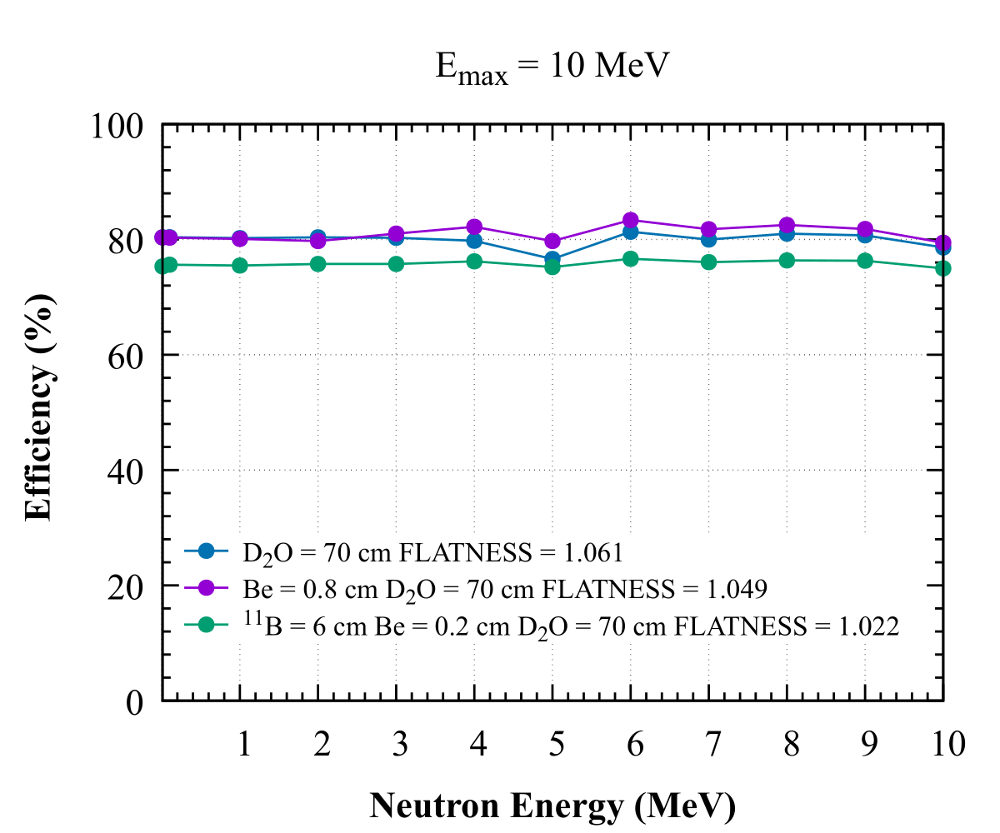 Eₘₐₓ = 10 MeV
100
80
60
40
20
0
Efficiency (%)
D₂O = 70 cm FLATNESS = 1.061
Be = 0.8 cm D₂O = 70 cm FLATNESS = 1.049
¹¹B = 6 cm Be = 0.2 cm D₂O = 70 cm FLATNESS = 1.022
1 2 3 4 5 6 7 8 9 10
Neutron Energy (MeV)